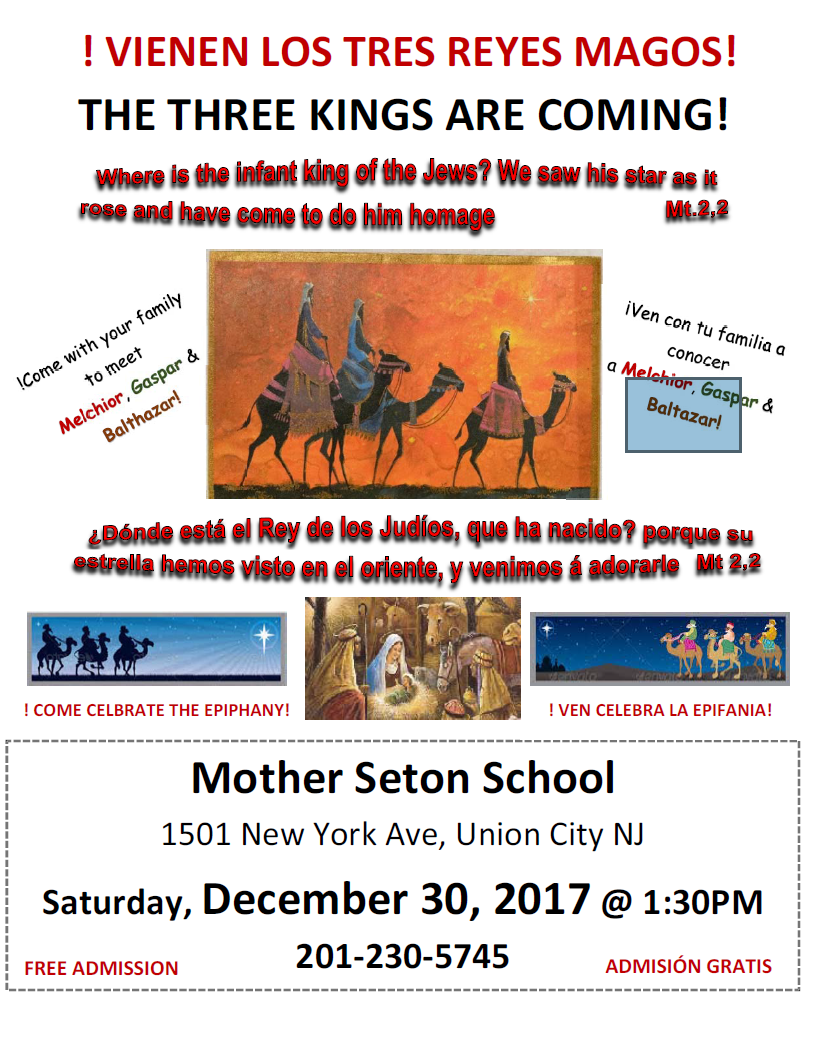 ! VIENEN LOS TRES REYES MAGOS!
THE THREE KINGS ARE COMING!
Where is the infant king of the Jews? We saw his star as it
rose and have come to do him homage Mt.2,2
!Come with your family
to meet
Melchior, Gaspar &
Balthazar!
¡Ven con tu familia a
conocer
a Melchior, Gaspar &
Baltazar!
¿Dónde está el Rey de los Judíos, que ha nacido? porque su
estrella hemos visto en el oriente, y venimos á adorarle Mt 2,2
! COME CELBRATE THE EPIPHANY!
! VEN CELEBRA LA EPIFANIA!
Mother Seton School
1501 New York Ave, Union City NJ
Saturday, December 30, 2017 @ 1:30PM
201-230-5745
FREE ADMISSION
ADMISIÓN GRATIS